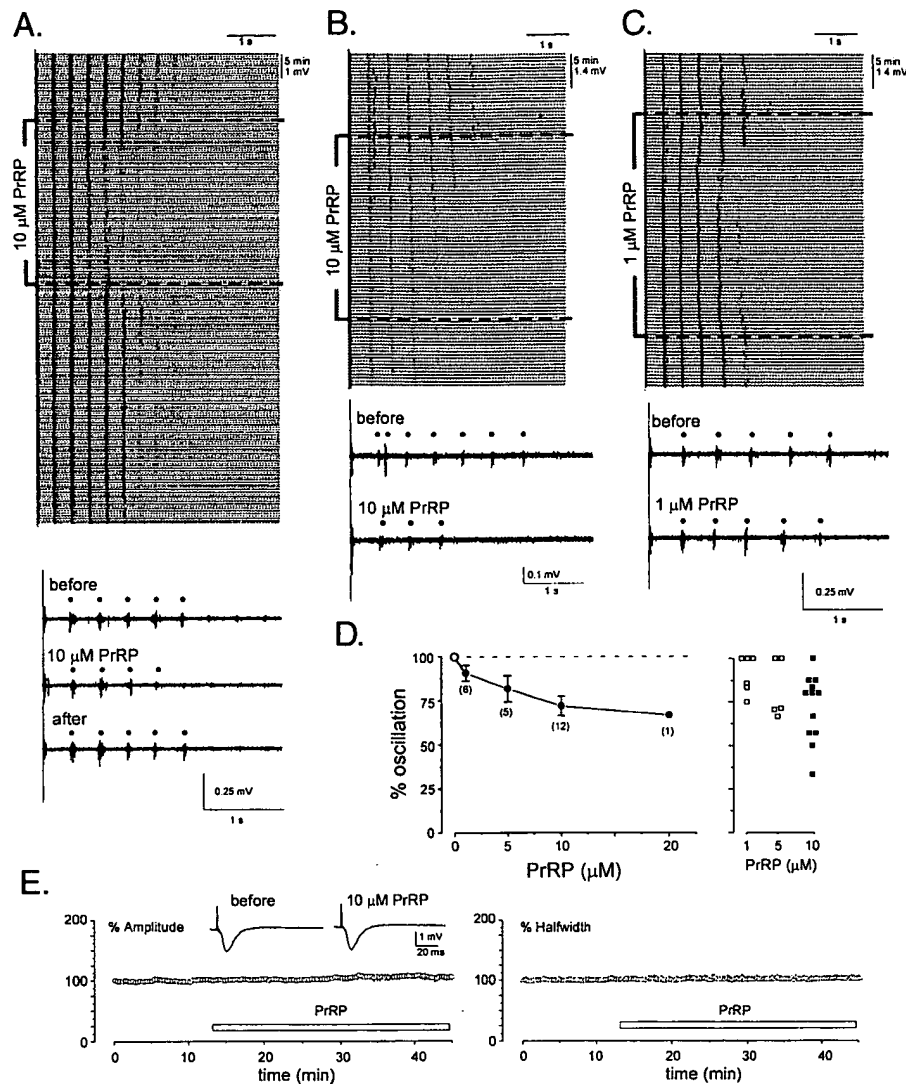 A.
1 s
5 min
1 mV
10 µM PrRP
before
10 µM PrRP
after
0.25 mV
1 s
B.
1 s
5 min
1.4 mV
10 µM PrRP
before
10 µM PrRP
0.1 mV
1 s
C.
1 s
5 min
1.4 mV
1 µM PrRP
before
1 µM PrRP
0.25 mV
1 s
D.
% oscillation
100
75
50
25
0
(6)
(5)
(12)
(1)
0 5 10 20
PrRP (µM)
1 5 10
PrRP (µM)
E.
200
100
0
% Amplitude
before
10 µM PrRP
1 mV
20 ms
PrRP
0 10 20 30 40
time (min)
200
100
0
% Halfwidth
PrRP
0 10 20 30 40
time (min)